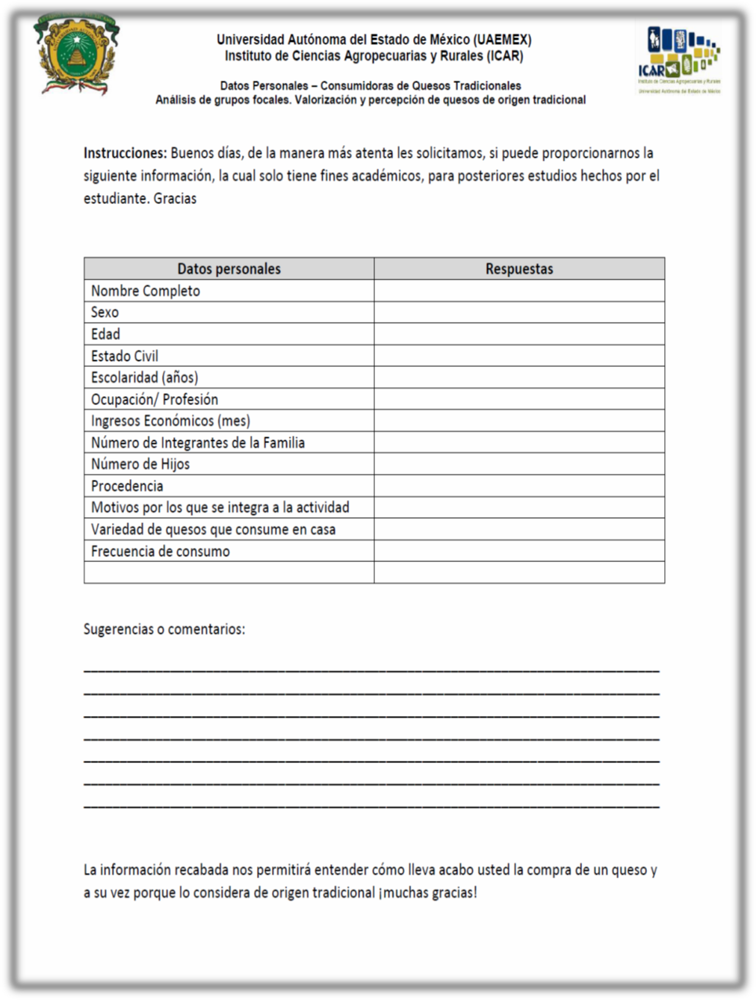 Universidad Autónoma del Estado de México (UAEMEX)
Instituto de Ciencias Agropecuarias y Rurales (ICAR)
Datos Personales – Consumidoras de Quesos Tradicionales
Análisis de grupos focales. Valorización y percepción de quesos de origen tradicional
ICAR
Instituto de Ciencias Agropecuarias y Rurales
Universidad Autónoma del Estado de México
Instrucciones: Buenos días, de la manera más atenta les solicitamos, si puede proporcionarnos la
siguiente información, la cual solo tiene fines académicos, para posteriores estudios hechos por el
estudiante. Gracias
Datos personales Respuestas
Nombre Completo
Sexo
Edad
Estado Civil
Escolaridad (años)
Ocupación/ Profesión
Ingresos Económicos (mes)
Número de Integrantes de la Familia
Número de Hijos
Procedencia
Motivos por los que se integra a la actividad
Variedad de quesos que consume en casa
Frecuencia de consumo
Sugerencias o comentarios:
La información recabada nos permitirá entender cómo lleva acabo usted la compra de un queso y
a su vez porque lo considera de origen tradicional ¡muchas gracias!